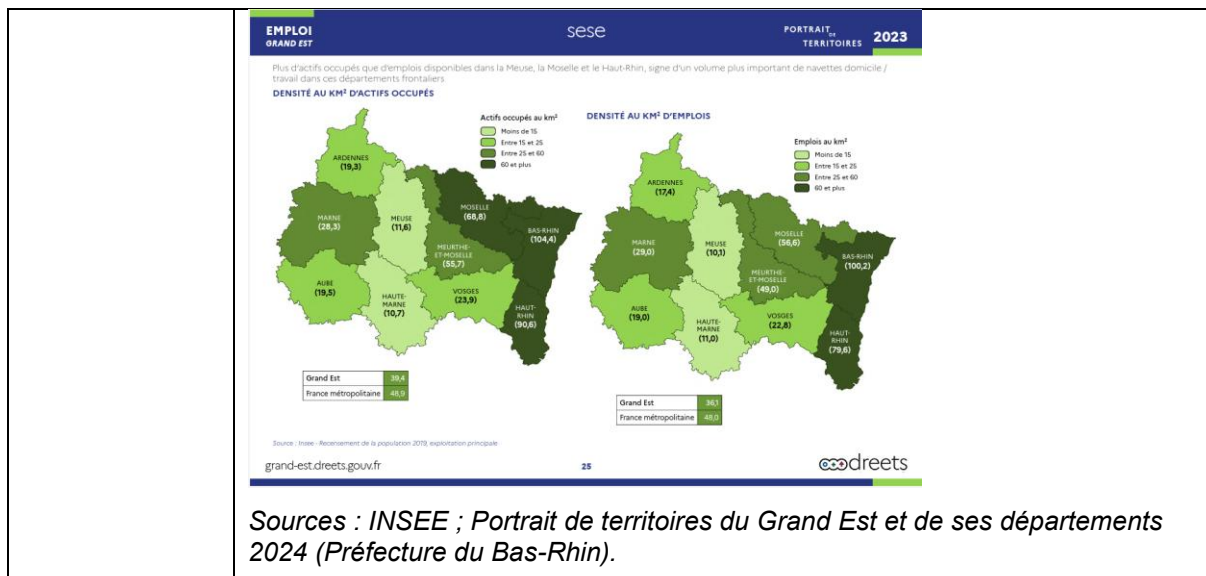 EMPLOI
GRAND EST
sese
PORTRAIT DE
TERRITOIRES
2023
Plus d'actifs occupés que d'emplois disponibles dans la Meuse, la Moselle et le Haut-Rhin, signe d'un volume plus important de navettes domicile /
travail dans ces départements frontaliers
DENSITÉ AU KM² D'ACTIFS OCCUPÉS
Actifs occupés au km²
Moins de 15
Entre 15 et 25
Entre 25 et 60
60 et plus
ARDENNES
(19,3)
MARNE
(28,3)
MEUSE
(11,6)
MOSELLE
(68,8)
BAS-RHIN
(104,4)
MEURTHE-
ET-MOSELLE
(55,7)
AUBE
(19,5)
HAUTE-
MARNE
(10,7)
VOSGES
(23,9)
HAUT-
RHIN
(90,6)
Grand Est 39,4
France métropolitaine 48,9
DENSITÉ AU KM² D'EMPLOIS
Emplois au km²
Moins de 15
Entre 15 et 25
Entre 25 et 60
60 et plus
ARDENNES
(17,4)
MARNE
(29,0)
MEUSE
(10,1)
MOSELLE
(56,6)
BAS-RHIN
(100,2)
MEURTHE-
ET-MOSELLE
(49,0)
AUBE
(19,0)
HAUTE-
MARNE
(11,0)
VOSGES
(22,8)
HAUT-
RHIN
(79,6)
Grand Est 36,1
France métropolitaine 48,0
Source : Insee - Recensement de la population 2019, exploitation principale
grand-est.dreets.gouv.fr
25
dreets
Sources : INSEE ; Portrait de territoires du Grand Est et de ses départements
2024 (Préfecture du Bas-Rhin).